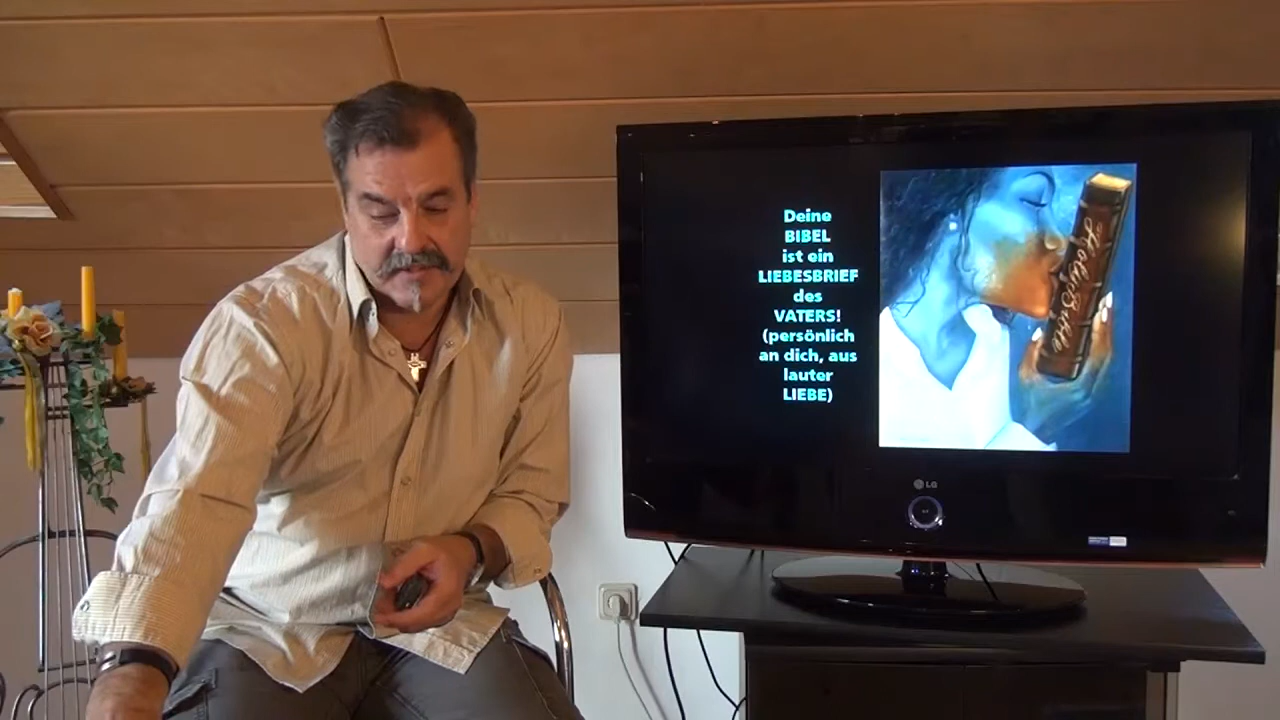 Deine
BIBEL
ist ein
LIEBESBRIEF
des
VATERS!
(persönlich
an dich, aus
lauter
LIEBE)
Holy Bible
LG